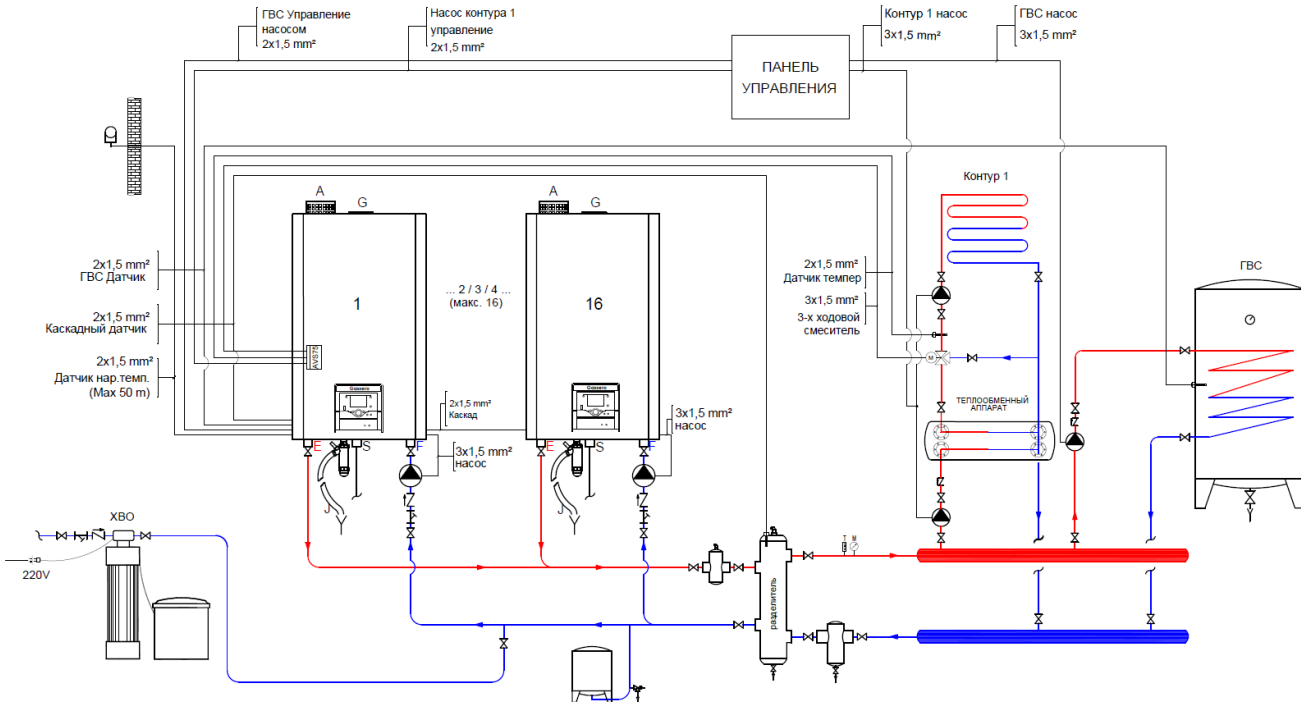 ГВС Управление
насосом
2x1,5 mm²
Насос контура 1
управление
2x1,5 mm²
Контур 1 насос
3x1,5 mm²
ГВС насос
3x1,5 mm²
ПАНЕЛЬ
УПРАВЛЕНИЯ
A
G
A
G
Контур 1
2x1,5 mm²
ГВС Датчик
2x1,5 mm²
Каскадный датчик
2x1,5 mm²
Датчик нар.темп.
(Max 50 m)
1
... 2 / 3 / 4 ...
(макс. 16)
16
AVS75
2x1,5 mm²
Датчик темпер
3x1,5 mm²
3-х ходовой
смеситель
M
ГВС
ТЕПЛООБМЕННЫЙ
АППАРАТ
2x1,5 mm²
Каскад
3x1,5 mm²
насос
3x1,5 mm²
насос
E
S
F
E
S
F
J
J
ХВО
220V
T
M
разделитель